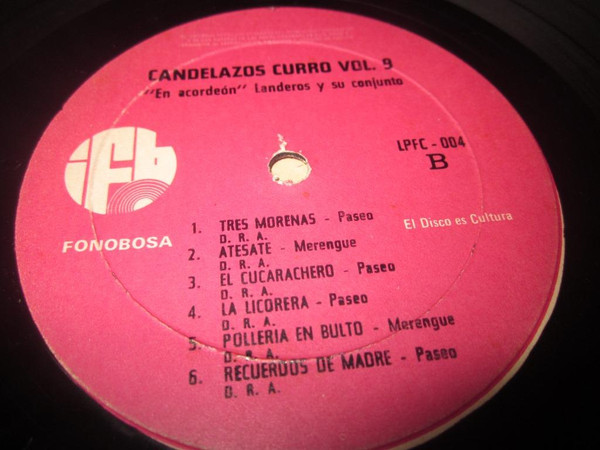 CANDELAZOS CURRO VOL. 9
"En acordeón" Landeros y su conjunto
ifb
FONOBOSA
LPFC - 004
B
El Disco es Cultura
1. TRES MORENAS - Paseo
D. R. A.
2. ATESATE - Merengue
D. R. A.
3. EL CUCARACHERO - Paseo
D. R. A.
4. LA LICORERA - Paseo
D. R. A.
5. POLLERIA EN BULTO - Merengue
D. R. A.
6. RECUERDOS DE MADRE - Paseo
D. R. A.